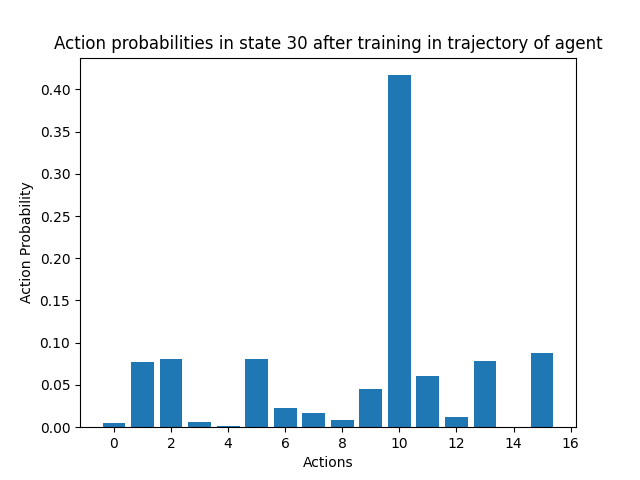 Action probabilities in state 30 after training in trajectory of agent
0.40
0.35
0.30
0.25
0.20
0.15
0.10
0.05
0.00
Action Probability
0 2 4 6 8 10 12 14 16
Actions